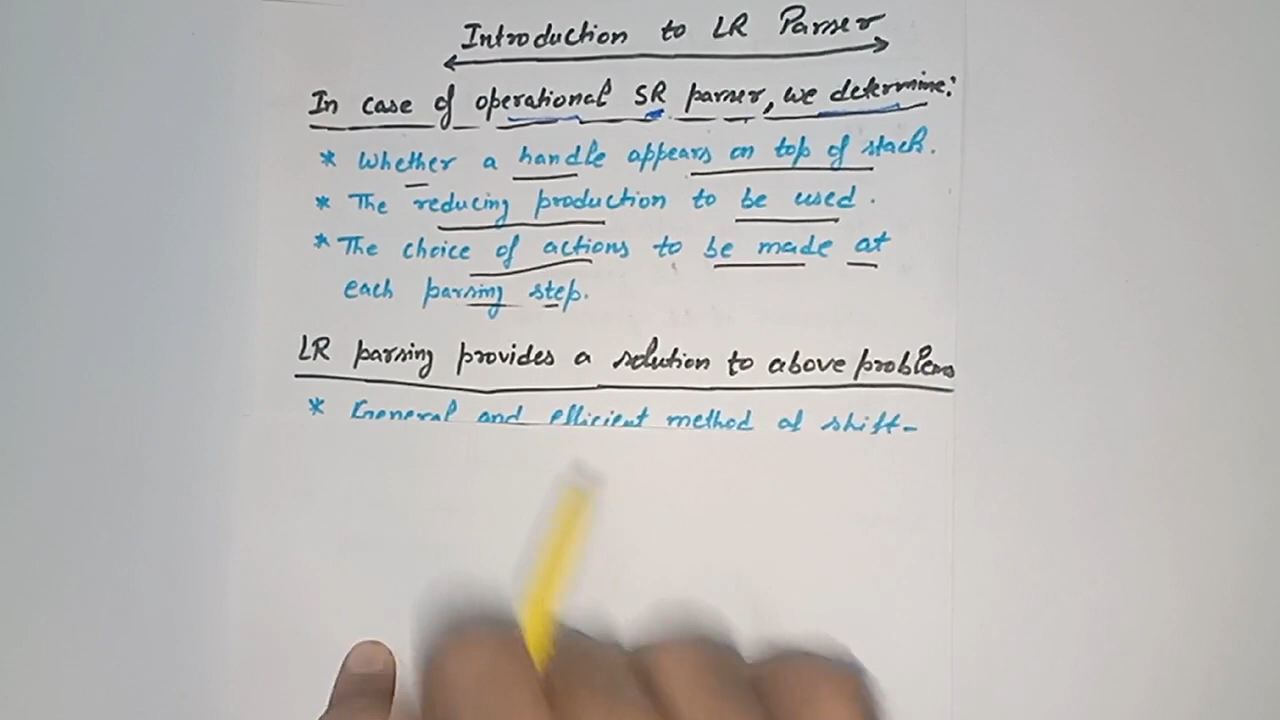 Introduction to LR Parser
In case of operational SR parser, we determine:
* Whether a handle appears on top of stack.
* The reducing production to be used.
* The choice of actions to be made at
each parsing step.
LR parsing provides a solution to above problems
* General and efficient method of shift-